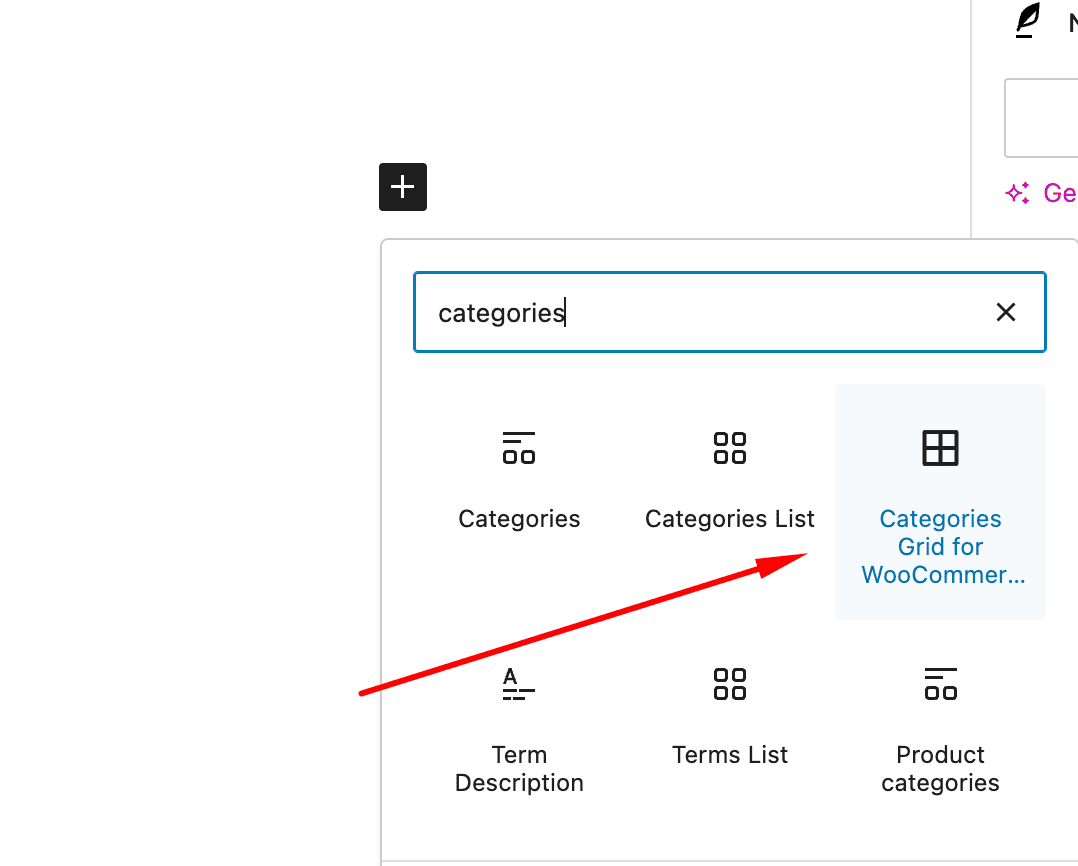 N
Ge
categories
Categories
Categories List
Categories
Grid for
WooCommer...
Term
Description
Terms List
Product
categories